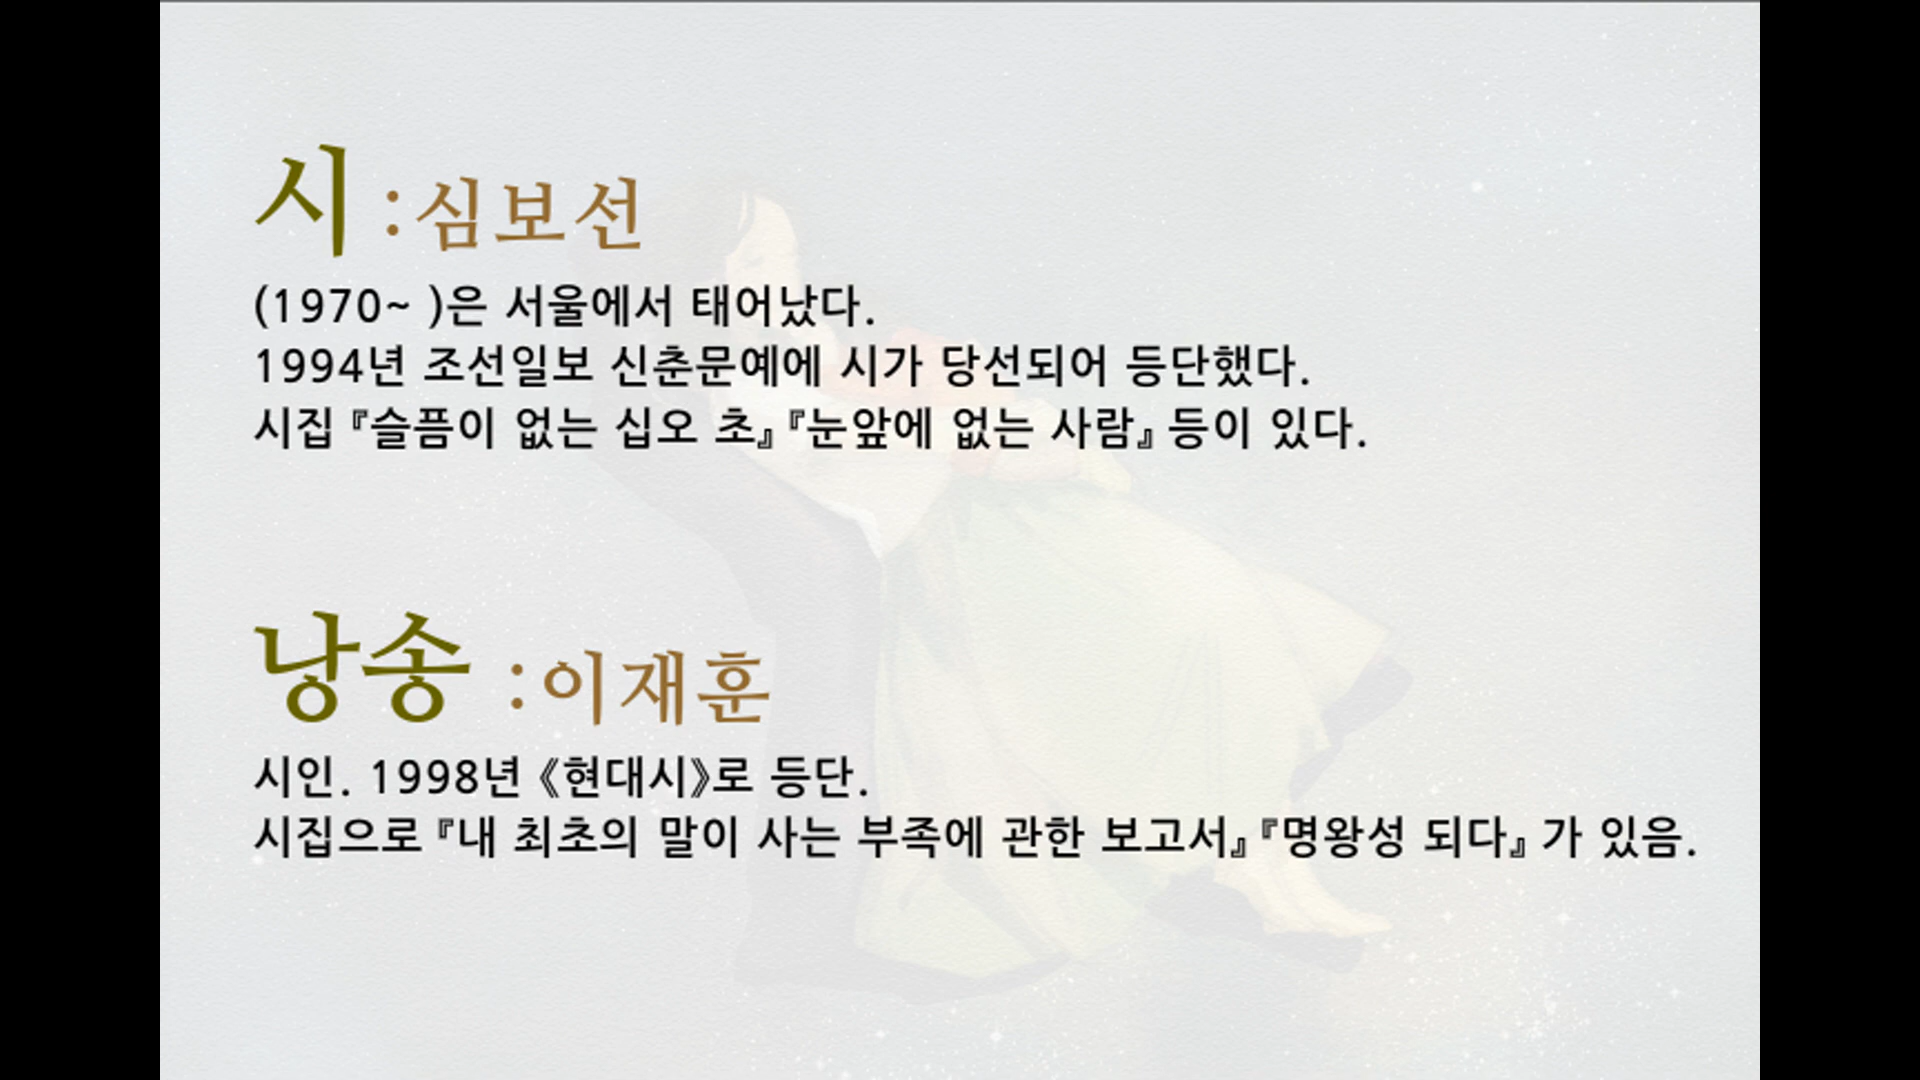 시 : 심보선
(1970~ )은 서울에서 태어났다.
1994년 조선일보 신춘문예에 시가 당선되어 등단했다.
시집『슬픔이 없는 십오 초』『눈앞에 없는 사람』등이 있다.
낭송 : 이재훈
시인. 1998년 《현대시》로 등단.
시집으로『내 최초의 말이 사는 부족에 관한 보고서』『명왕성 되다』가 있음.